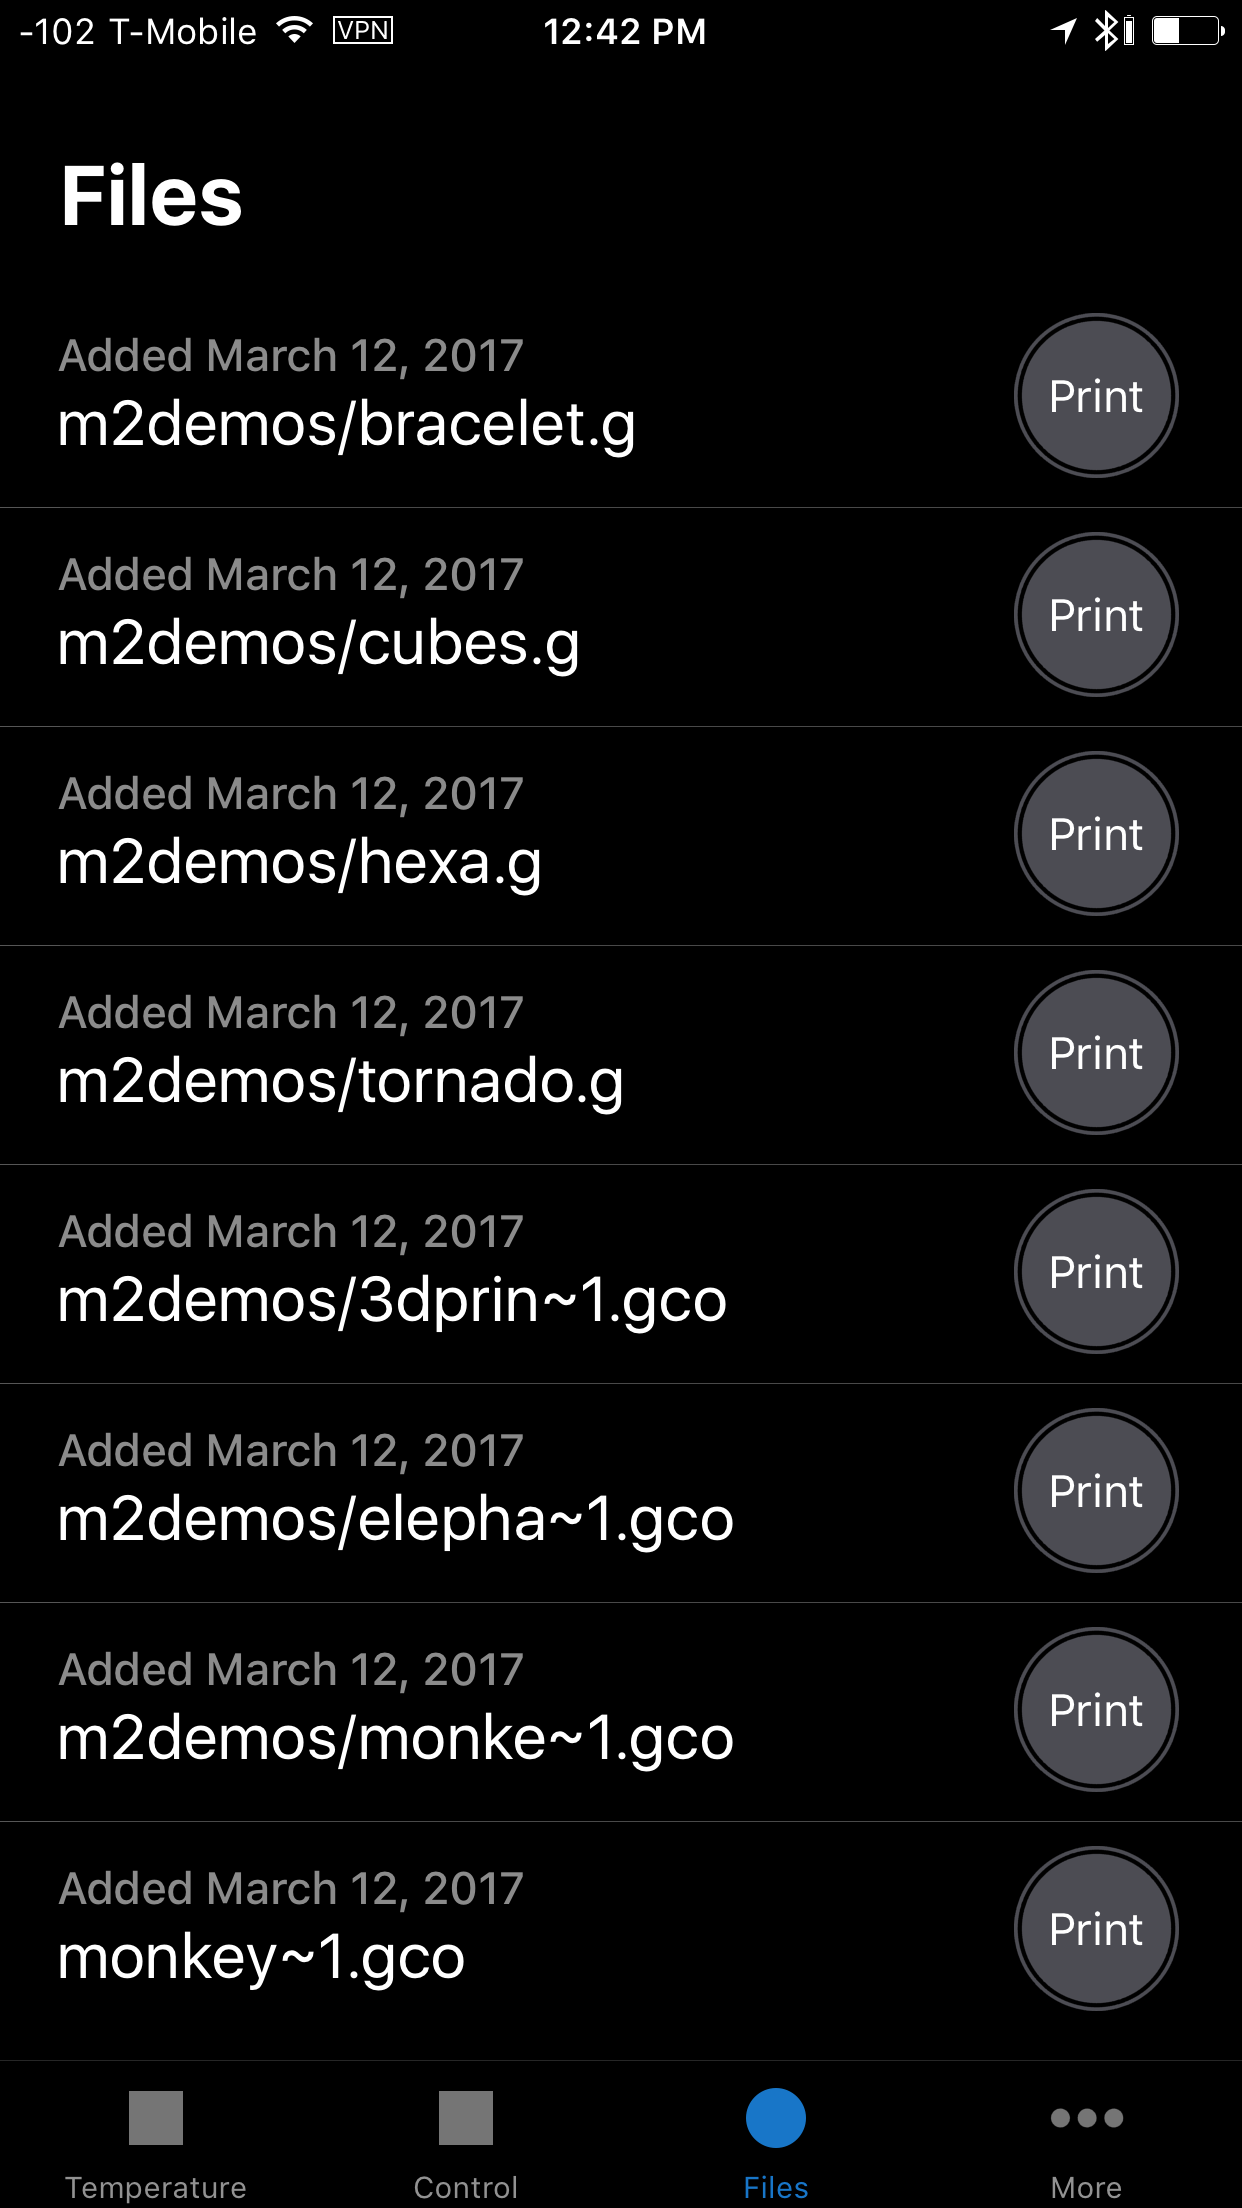 -102 T-Mobile VPN 12:42 PM
Files
Added March 12, 2017
m2demos/bracelet.g
Print
Added March 12, 2017
m2demos/cubes.g
Print
Added March 12, 2017
m2demos/hexa.g
Print
Added March 12, 2017
m2demos/tornado.g
Print
Added March 12, 2017
m2demos/3dprin~1.gco
Print
Added March 12, 2017
m2demos/elepha~1.gco
Print
Added March 12, 2017
m2demos/monke~1.gco
Print
Added March 12, 2017
monkey~1.gco
Print
Temperature Control Files More